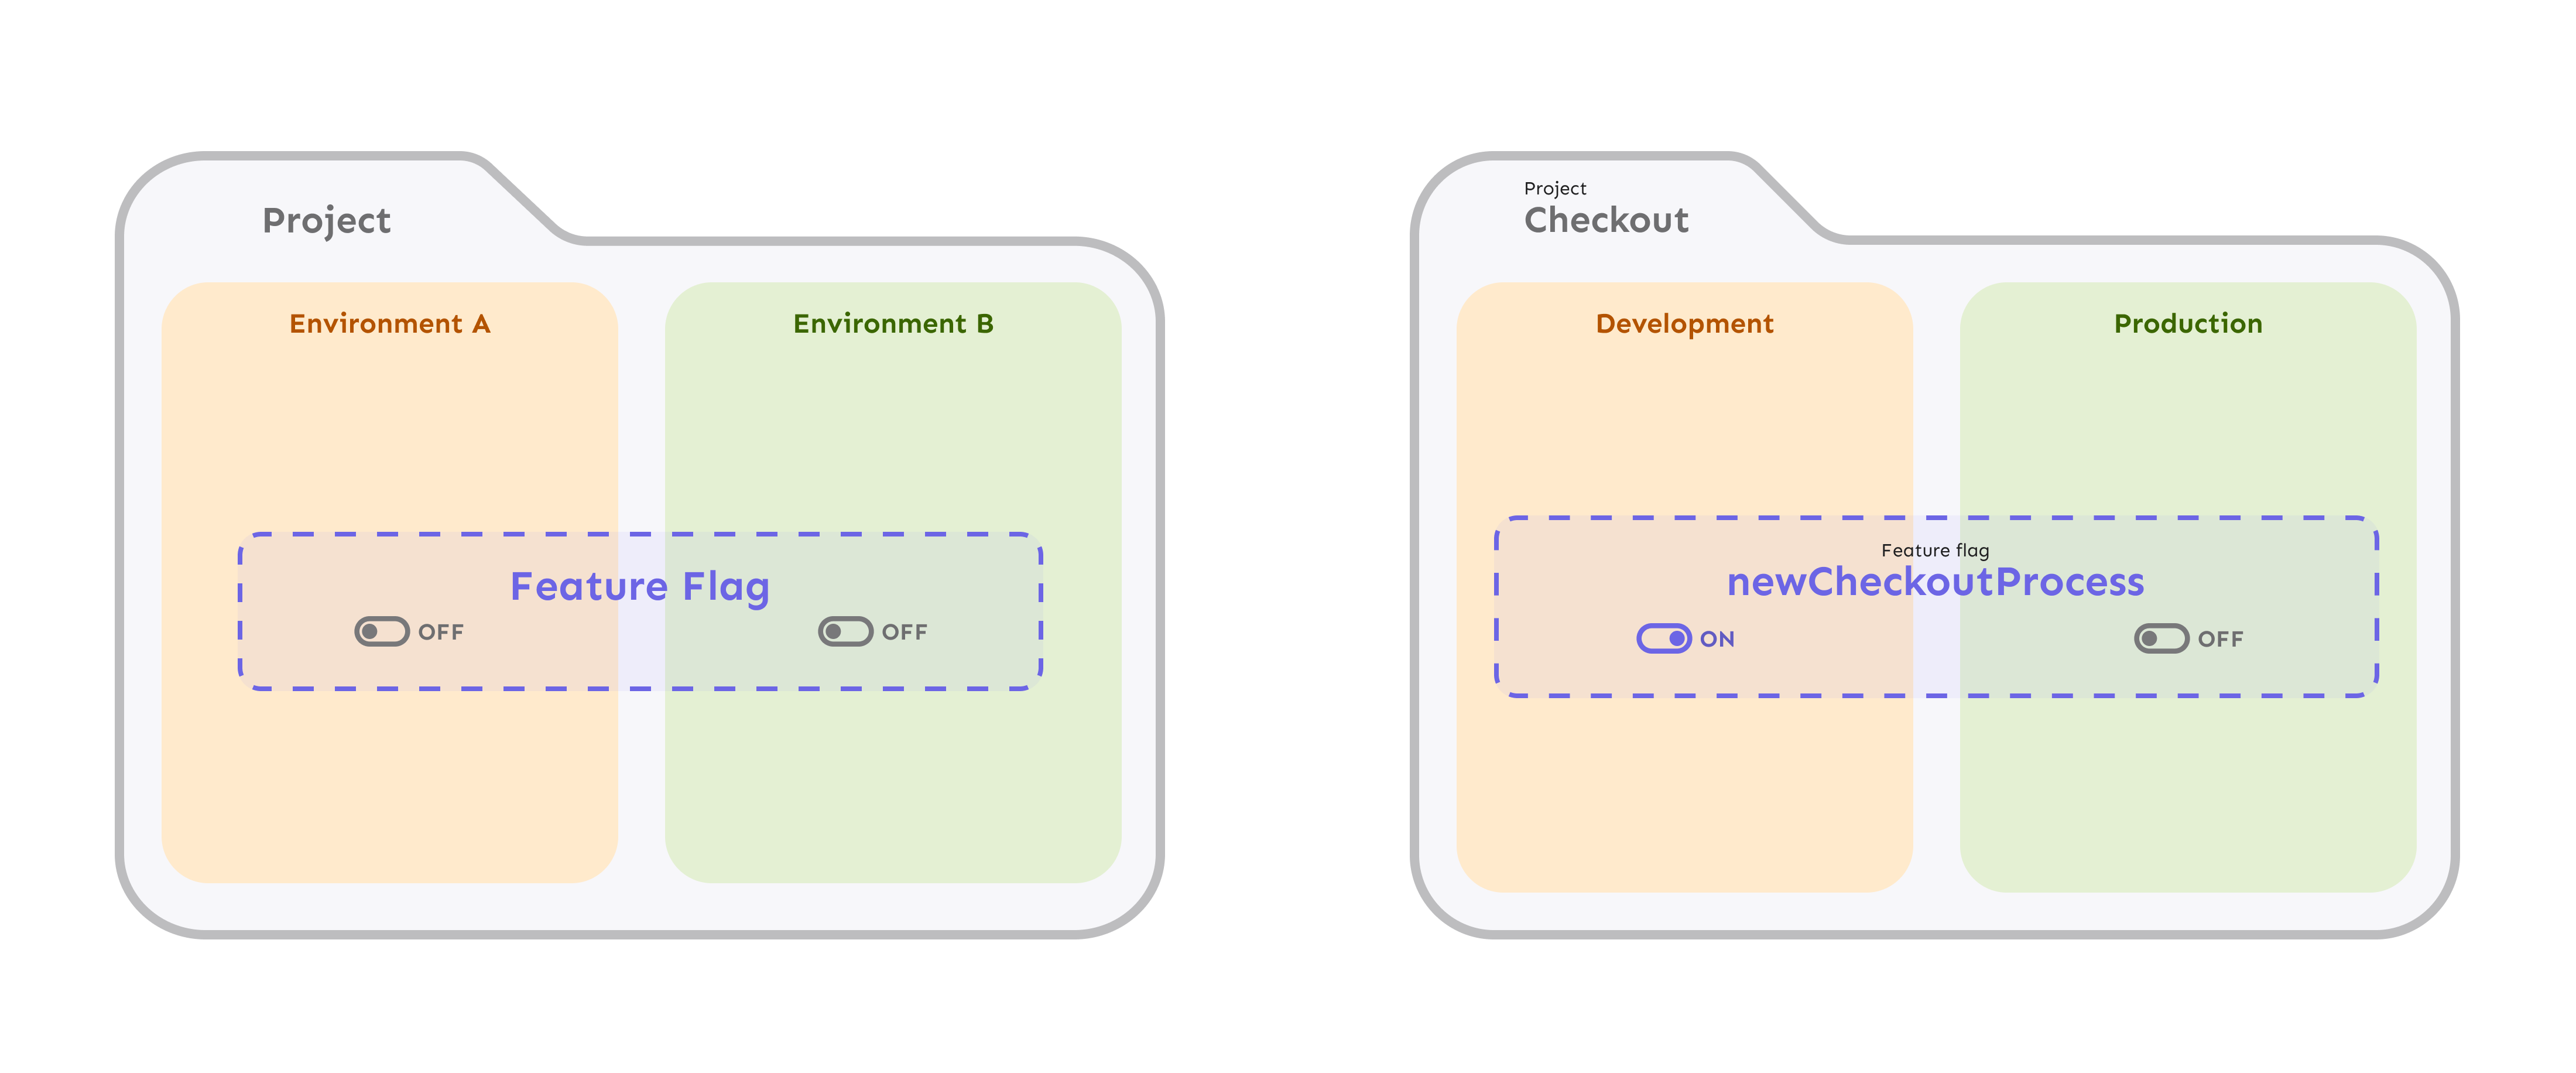 Project
Environment A
Environment B
Feature Flag
OFF
OFF
Project
Checkout
Development
Production
Feature flag
newCheckoutProcess
ON
OFF